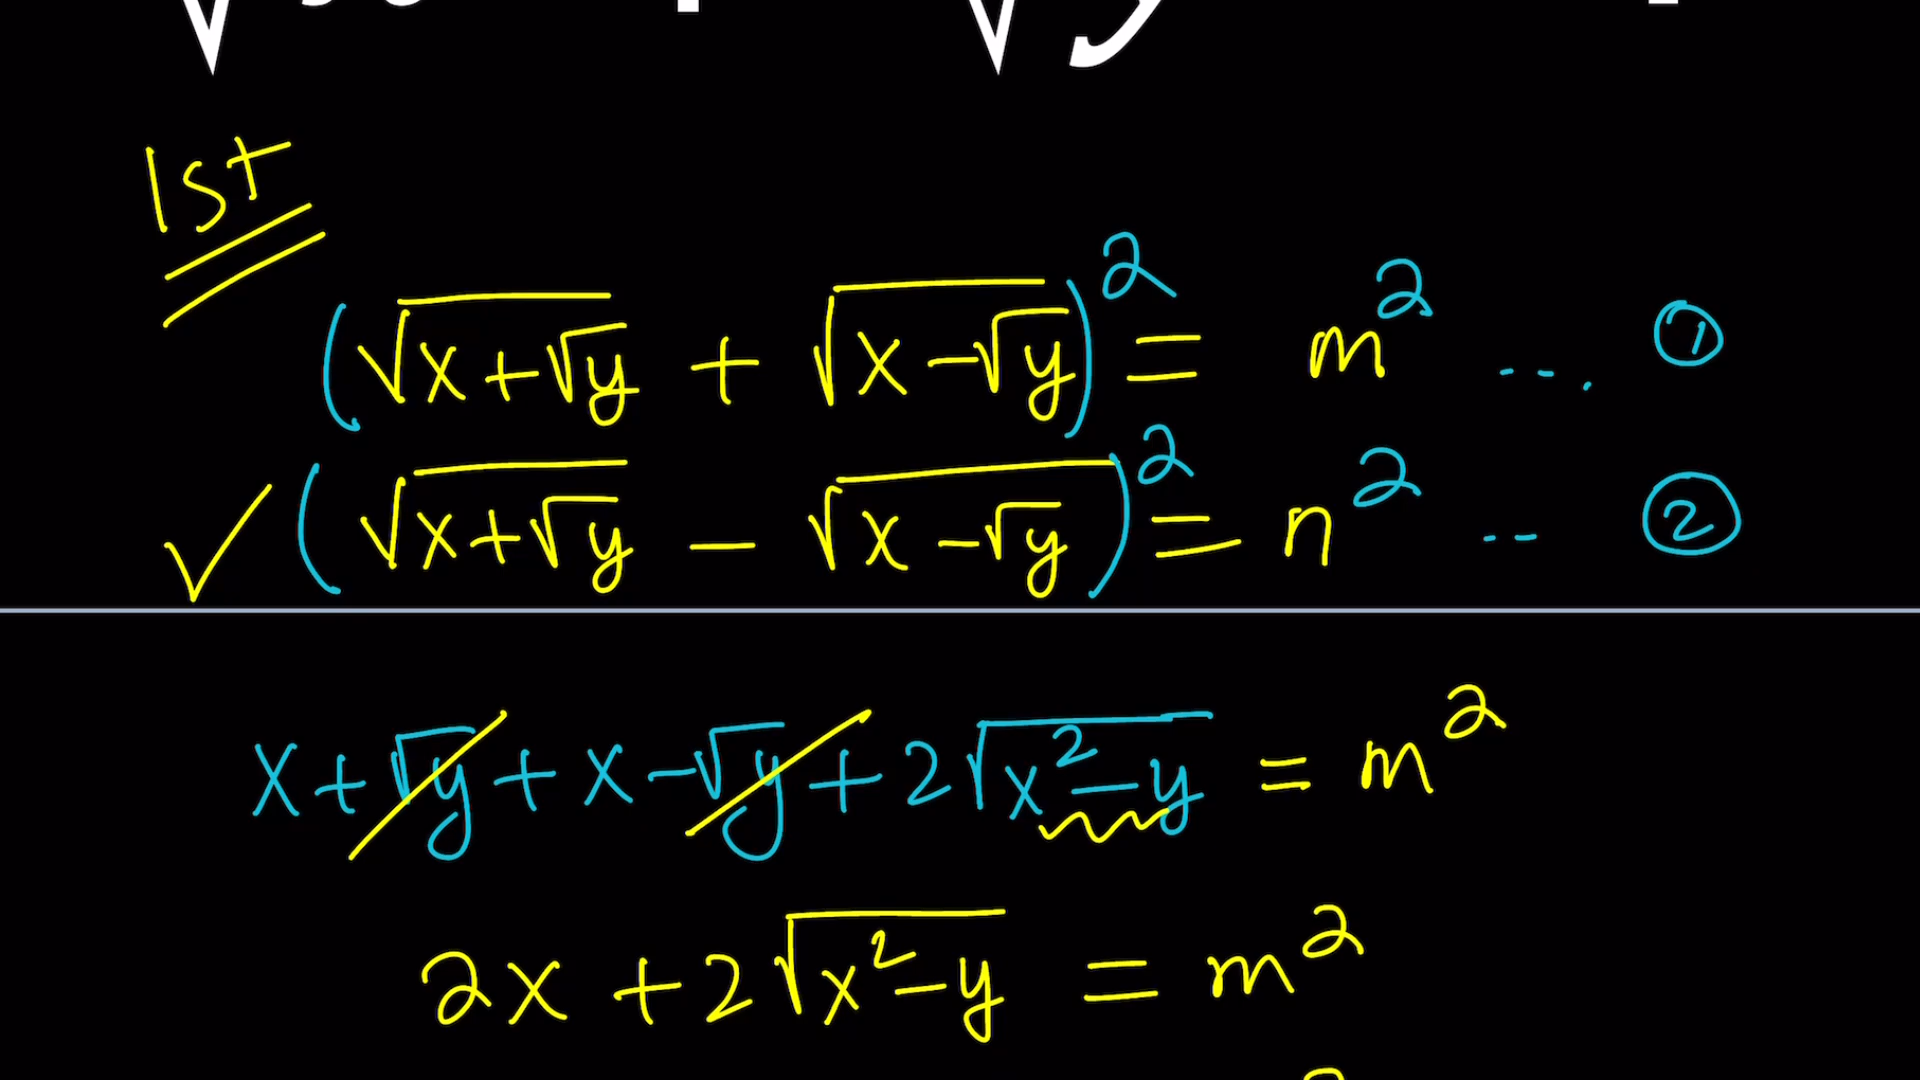 1st
(√(x+√y) + √(x-√y))² = m² ... ①
✓ (√(x+√y) - √(x-√y))² = n² -- ②
x+√y+x-√y+2√(x²-y) = m²
2x+2√(x²-y) = m²